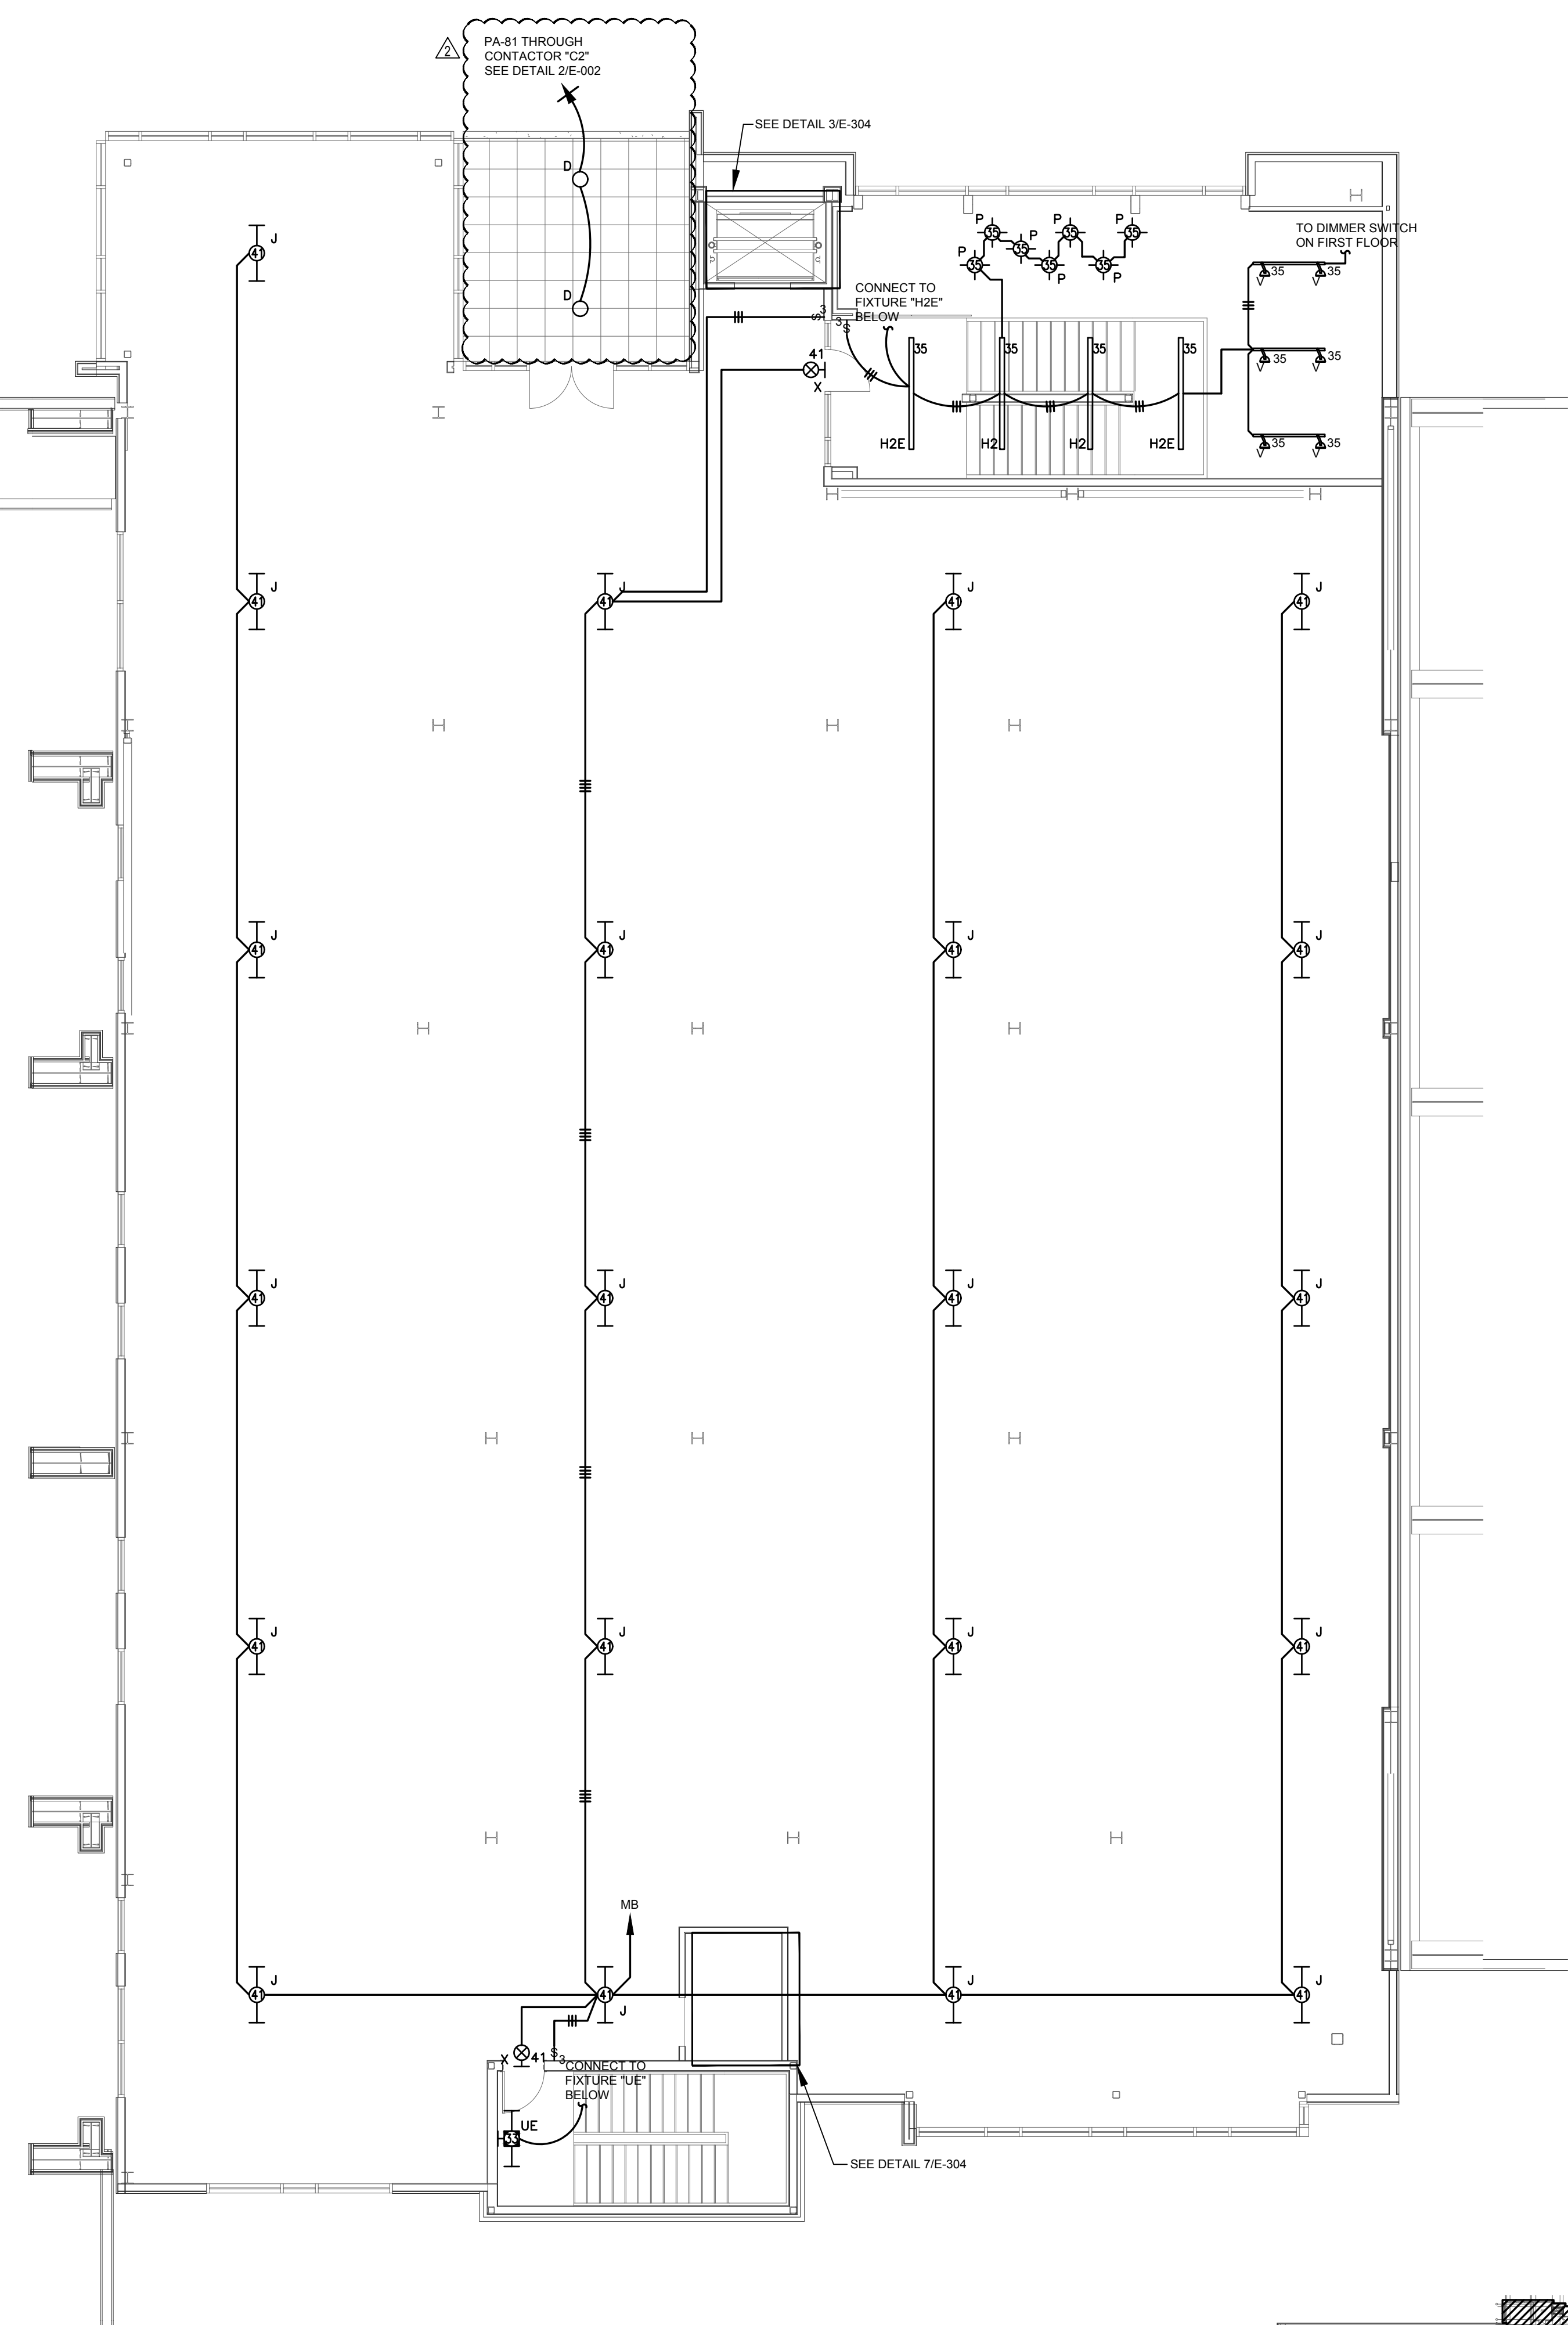 2
PA-81 THROUGH
CONTACTOR "C2"
SEE DETAIL 2/E-002
SEE DETAIL 3/E-304
D
D
TO DIMMER SWITCH
ON FIRST FLOOR
P
P
P
P
P
P
P
35
35
35
35
35
35
35
J
41
35
35
CONNECT TO
FIXTURE "H2E"
BELOW
S3
3S
41
X
35
35
35
35
V
V
35
35
V
V
H2E
H2
H2
H2E
35
35
V
V
J
J
J
J
41
41
41
41
J
J
J
J
41
41
41
41
J
J
J
J
41
41
41
41
J
J
J
J
41
41
41
41
MB
J
J
J
41
41
41
41
J
X
41
S3
CONNECT TO
FIXTURE "UE"
BELOW
UE
33
SEE DETAIL 7/E-304